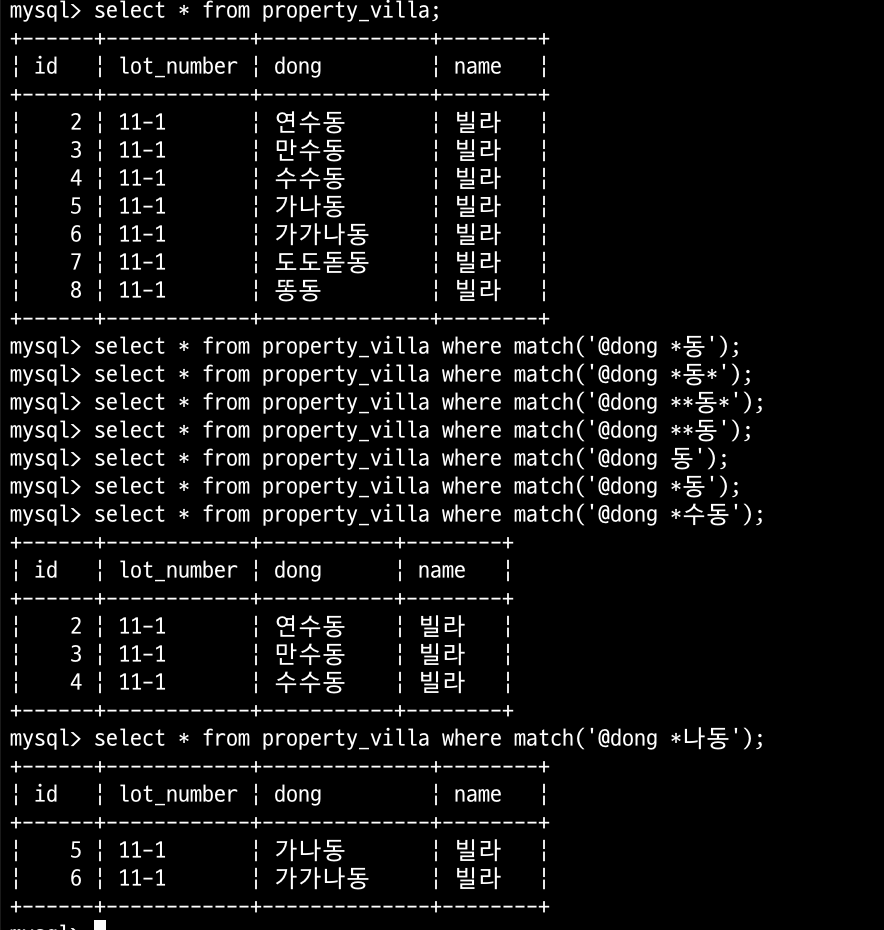 mysql> select * from property_villa;
+------+------------+---------------+--------+
| id   | lot_number | dong          | name   |
+------+------------+---------------+--------+
|    2 | 11-1       | 연수동        | 빌라   |
|    3 | 11-1       | 만수동        | 빌라   |
|    4 | 11-1       | 수수동        | 빌라   |
|    5 | 11-1       | 가나동        | 빌라   |
|    6 | 11-1       | 가가나동      | 빌라   |
|    7 | 11-1       | 도도돋동      | 빌라   |
|    8 | 11-1       | 똥동          | 빌라   |
+------+------------+---------------+--------+
mysql> select * from property_villa where match('@dong *동');
mysql> select * from property_villa where match('@dong *동*');
mysql> select * from property_villa where match('@dong **동*');
mysql> select * from property_villa where match('@dong **동');
mysql> select * from property_villa where match('@dong 동');
mysql> select * from property_villa where match('@dong *동');
mysql> select * from property_villa where match('@dong *수동');
+------+------------+-----------+--------+
| id   | lot_number | dong      | name   |
+------+------------+-----------+--------+
|    2 | 11-1       | 연수동    | 빌라   |
|    3 | 11-1       | 만수동    | 빌라   |
|    4 | 11-1       | 수수동    | 빌라   |
+------+------------+-----------+--------+
mysql> select * from property_villa where match('@dong *나동');
+------+------------+---------------+--------+
| id   | lot_number | dong          | name   |
+------+------------+---------------+--------+
|    5 | 11-1       | 가나동        | 빌라   |
|    6 | 11-1       | 가가나동      | 빌라   |
+------+------------+---------------+--------+
mysql>